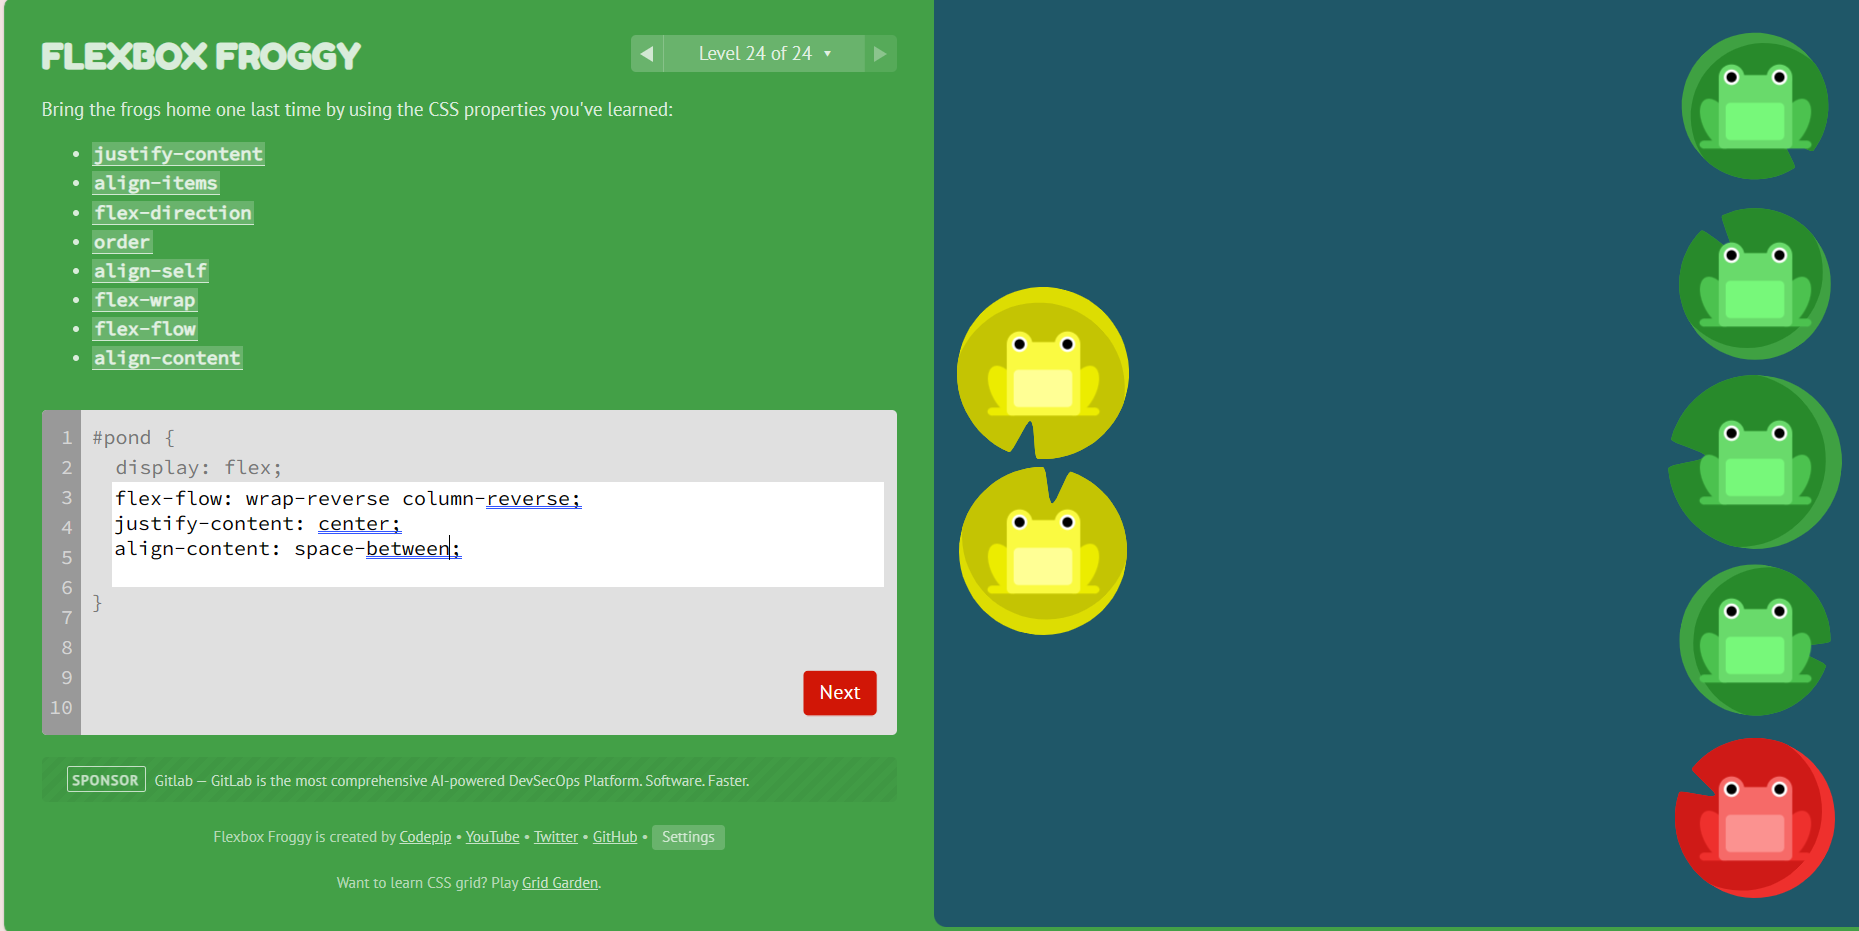 FLEXBOX FROGGY
◀ Level 24 of 24 ▾ ▶
Bring the frogs home one last time by using the CSS properties you've learned:
• justify-content
• align-items
• flex-direction
• order
• align-self
• flex-wrap
• flex-flow
• align-content
1 #pond {
2 display: flex;
3 flex-flow: wrap-reverse column-reverse;
4 justify-content: center;
5 align-content: space-between;
6 }
7
8
9
10
Next
SPONSOR Gitlab — GitLab is the most comprehensive AI-powered DevSecOps Platform. Software. Faster.
Flexbox Froggy is created by Codepip • YouTube • Twitter • GitHub • Settings
Want to learn CSS grid? Play Grid Garden.